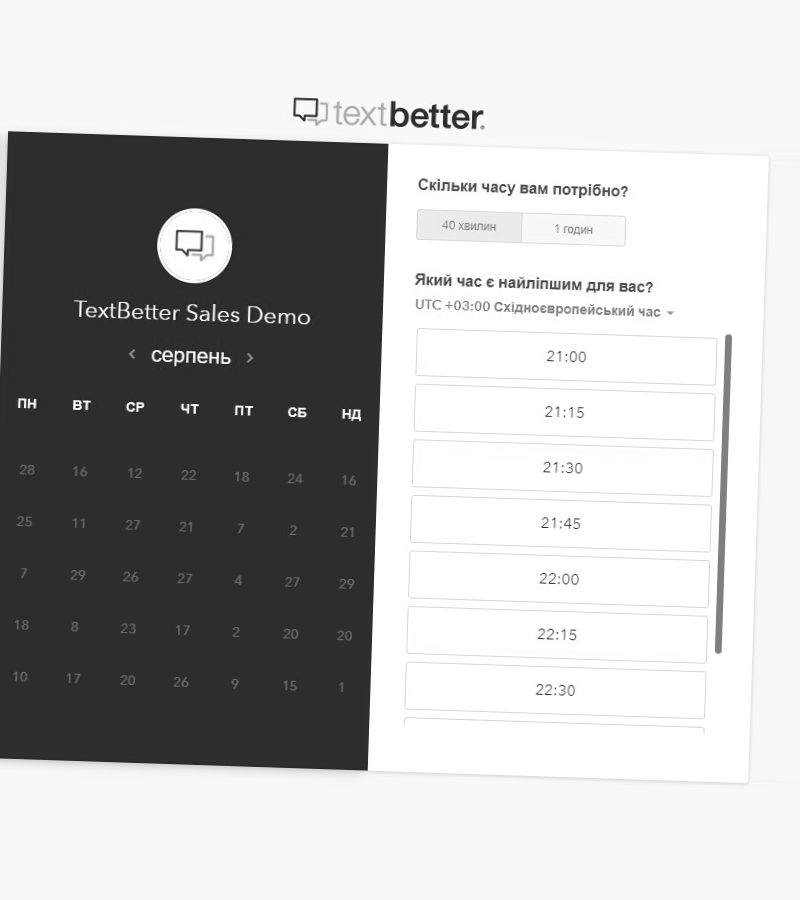 textbetter.
TextBetter Sales Demo
серпень
ПН ВТ СР ЧТ ПТ СБ НД
28 16 12 22 18 24 16
25 11 27 21 7 2 21
7 29 26 27 4 27 29
18 8 23 17 2 20 20
10 17 20 26 9 15 1
Скільки часу вам потрібно?
40 хвилин 1 годин
Який час є найліпшим для вас?
UTC +03:00 Східноєвропейський час
21:00
21:15
21:30
21:45
22:00
22:15
22:30